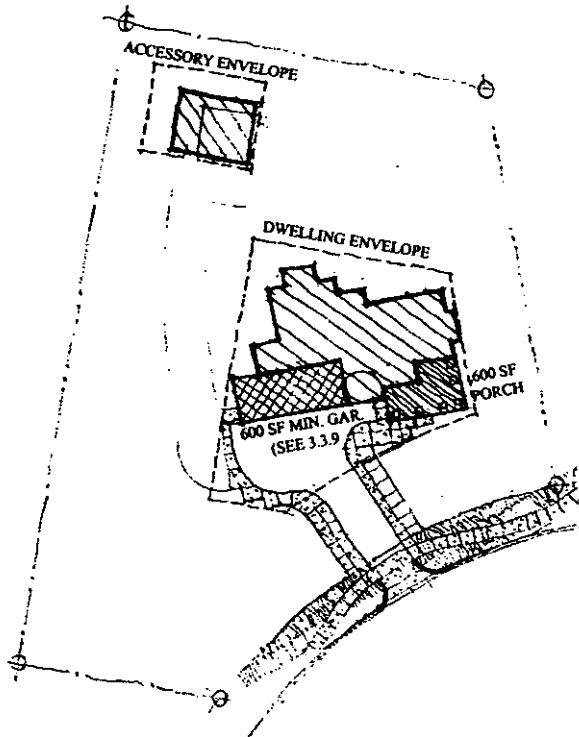 ACCESSORY ENVELOPE
DWELLING ENVELOPE
600 SF
PORCH
600 SF MIN. GAR.
(SEE 3.3.9